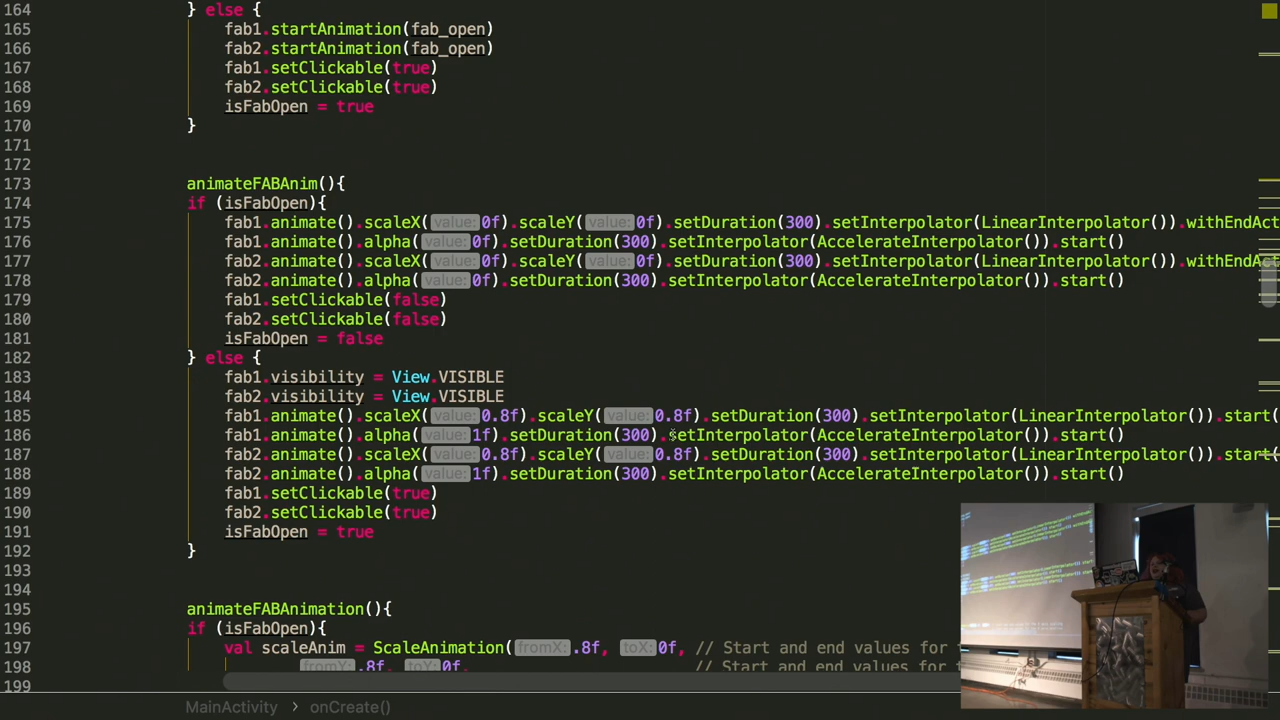 164 } else {
165 fab1.startAnimation(fab_open)
166 fab2.startAnimation(fab_open)
167 fab1.setClickable(true)
168 fab2.setClickable(true)
169 isFabOpen = true
170 }
171
172
173 animateFABAnim(){
174 if (isFabOpen){
175 fab1.animate().scaleX( value: 0f).scaleY( value: 0f).setDuration(300).setInterpolator(LinearInterpolator()).withEndAct
176 fab1.animate().alpha( value: 0f).setDuration(300).setInterpolator(AccelerateInterpolator()).start()
177 fab2.animate().scaleX( value: 0f).scaleY( value: 0f).setDuration(300).setInterpolator(LinearInterpolator()).withEndAct
178 fab2.animate().alpha( value: 0f).setDuration(300).setInterpolator(AccelerateInterpolator()).start()
179 fab1.setClickable(false)
180 fab2.setClickable(false)
181 isFabOpen = false
182 } else {
183 fab1.visibility = View.VISIBLE
184 fab2.visibility = View.VISIBLE
185 fab1.animate().scaleX( value: 0.8f).scaleY( value: 0.8f).setDuration(300).setInterpolator(LinearInterpolator()).start(
186 fab1.animate().alpha( value: 1f).setDuration(300).setInterpolator(AccelerateInterpolator()).start()
187 fab2.animate().scaleX( value: 0.8f).scaleY( value: 0.8f).setDuration(300).setInterpolator(LinearInterpolator()).start(
188 fab2.animate().alpha( value: 1f).setDuration(300).setInterpolator(AccelerateInterpolator()).start()
189 fab1.setClickable(true)
190 fab2.setClickable(true)
191 isFabOpen = true
192 }
193
194
195 animateFABAnimation(){
196 if (isFabOpen){
197 val scaleAnim = ScaleAnimation( fromX: .8f, toX: 0f, // Start and end values for
198 fromY: .8f, toY: 0f, // Start and end values for
199
MainActivity > onCreate()